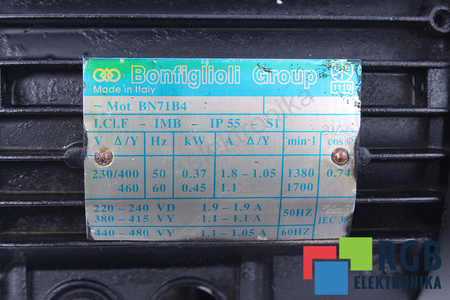 Bonfiglioli Group
Made in Italy
~ Mot BN71B4
I.Cl.F - IMB - IP 55 S1
V Δ/Y Hz kW A Δ/Y min-1 cos φ
230/400 50 0.37 1.8 - 1.05 1380 0.74
460 60 0.45 1.1 1700
220 - 240 VD 1.9 - 1.9 A 50HZ
380 - 415 VY 1.1 - 1.1 A IEC 38
440 - 480 VY 1.1 - 1.05 A 60HZ
RGB
ELEKTRONIKA